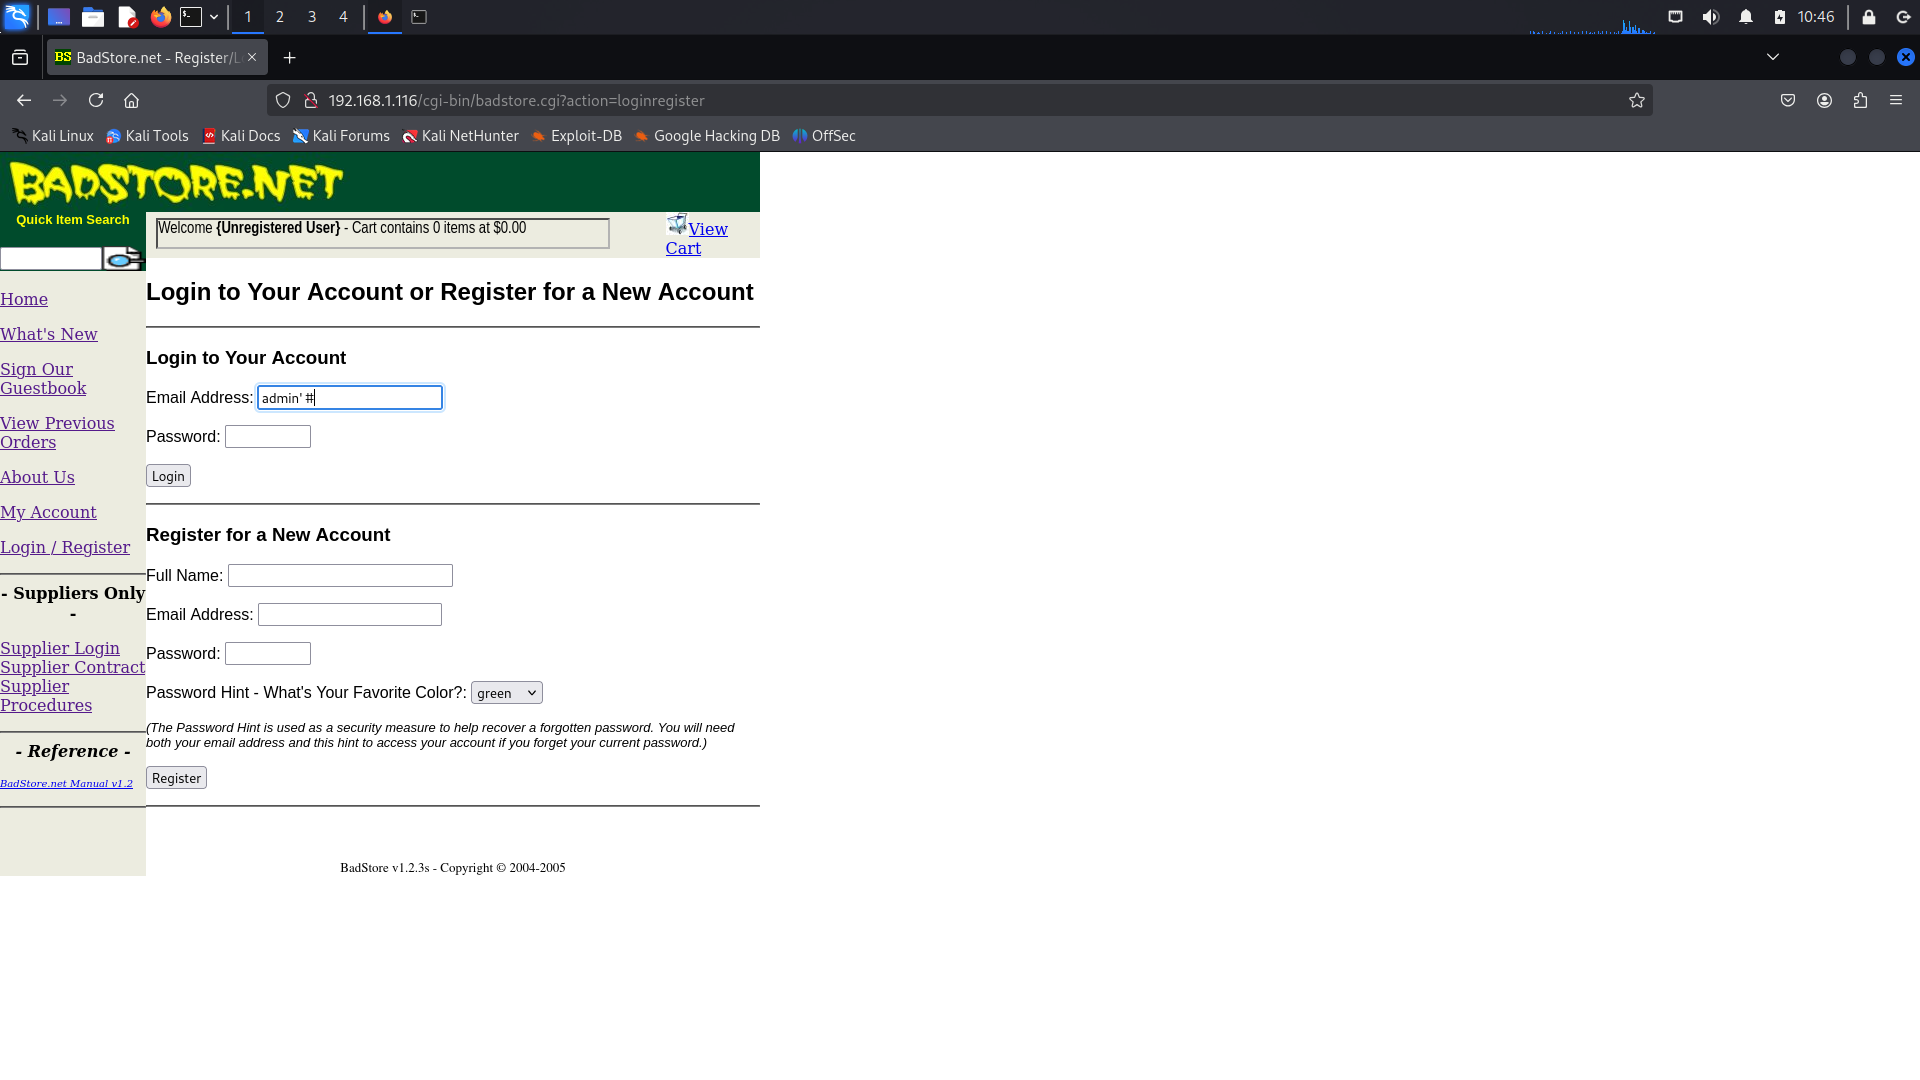 1 2 3 4 10:46
BadStore.net - Register/L
192.168.1.116/cgi-bin/badstore.cgi?action=loginregister
Kali Linux Kali Tools Kali Docs Kali Forums Kali NetHunter Exploit-DB Google Hacking DB OffSec
BADSTORE.NET
Quick Item Search
Welcome {Unregistered User} - Cart contains 0 items at $0.00
View
Cart
Home
What's New
Sign Our
Guestbook
View Previous
Orders
About Us
My Account
Login / Register
- Suppliers Only
-
Supplier Login
Supplier Contract
Supplier
Procedures
- Reference -
BadStore.net Manual v1.2
Login to Your Account or Register for a New Account
Login to Your Account
Email Address: admin' #
Password:
Login
Register for a New Account
Full Name:
Email Address:
Password:
Password Hint - What's Your Favorite Color?: green
(The Password Hint is used as a security measure to help recover a forgotten password. You will need
both your email address and this hint to access your account if you forget your current password.)
Register
BadStore v1.2.3s - Copyright © 2004-2005